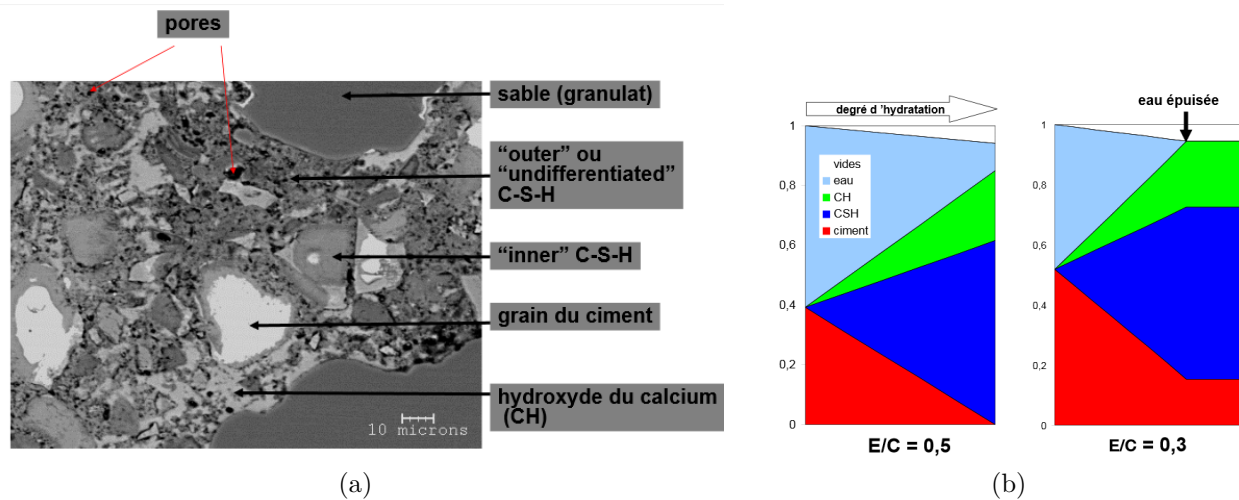 pores
sable (granulat)
“outer” ou
“undifferentiated”
C-S-H
“inner” C-S-H
grain du ciment
hydroxyde du calcium
(CH)
10 microns
(a)
degré d ’hydratation
eau épuisée
1
0,8
0,6
0,4
0,2
0
vides
eau
CH
CSH
ciment
E/C = 0,5
1
0,8
0,6
0,4
0,2
0
E/C = 0,3
(b)